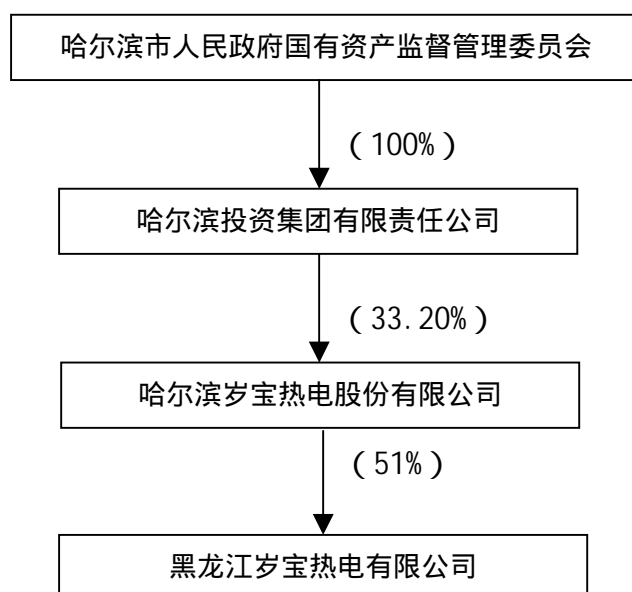 哈尔滨市人民政府国有资产监督管理委员会
（100%）
哈尔滨投资集团有限责任公司
（33.20%）
哈尔滨岁宝热电股份有限公司
（51%）
黑龙江岁宝热电有限公司